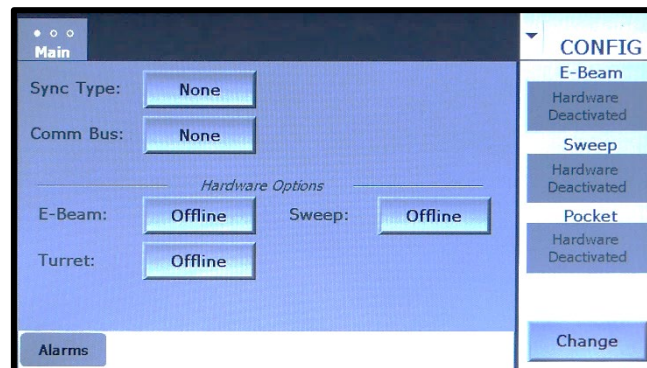 Main
CONFIG
Sync Type: None
Comm Bus: None
Hardware Options
E-Beam: Offline Sweep: Offline
Turret: Offline
Alarms
E-Beam
Hardware
Deactivated
Sweep
Hardware
Deactivated
Pocket
Hardware
Deactivated
Change